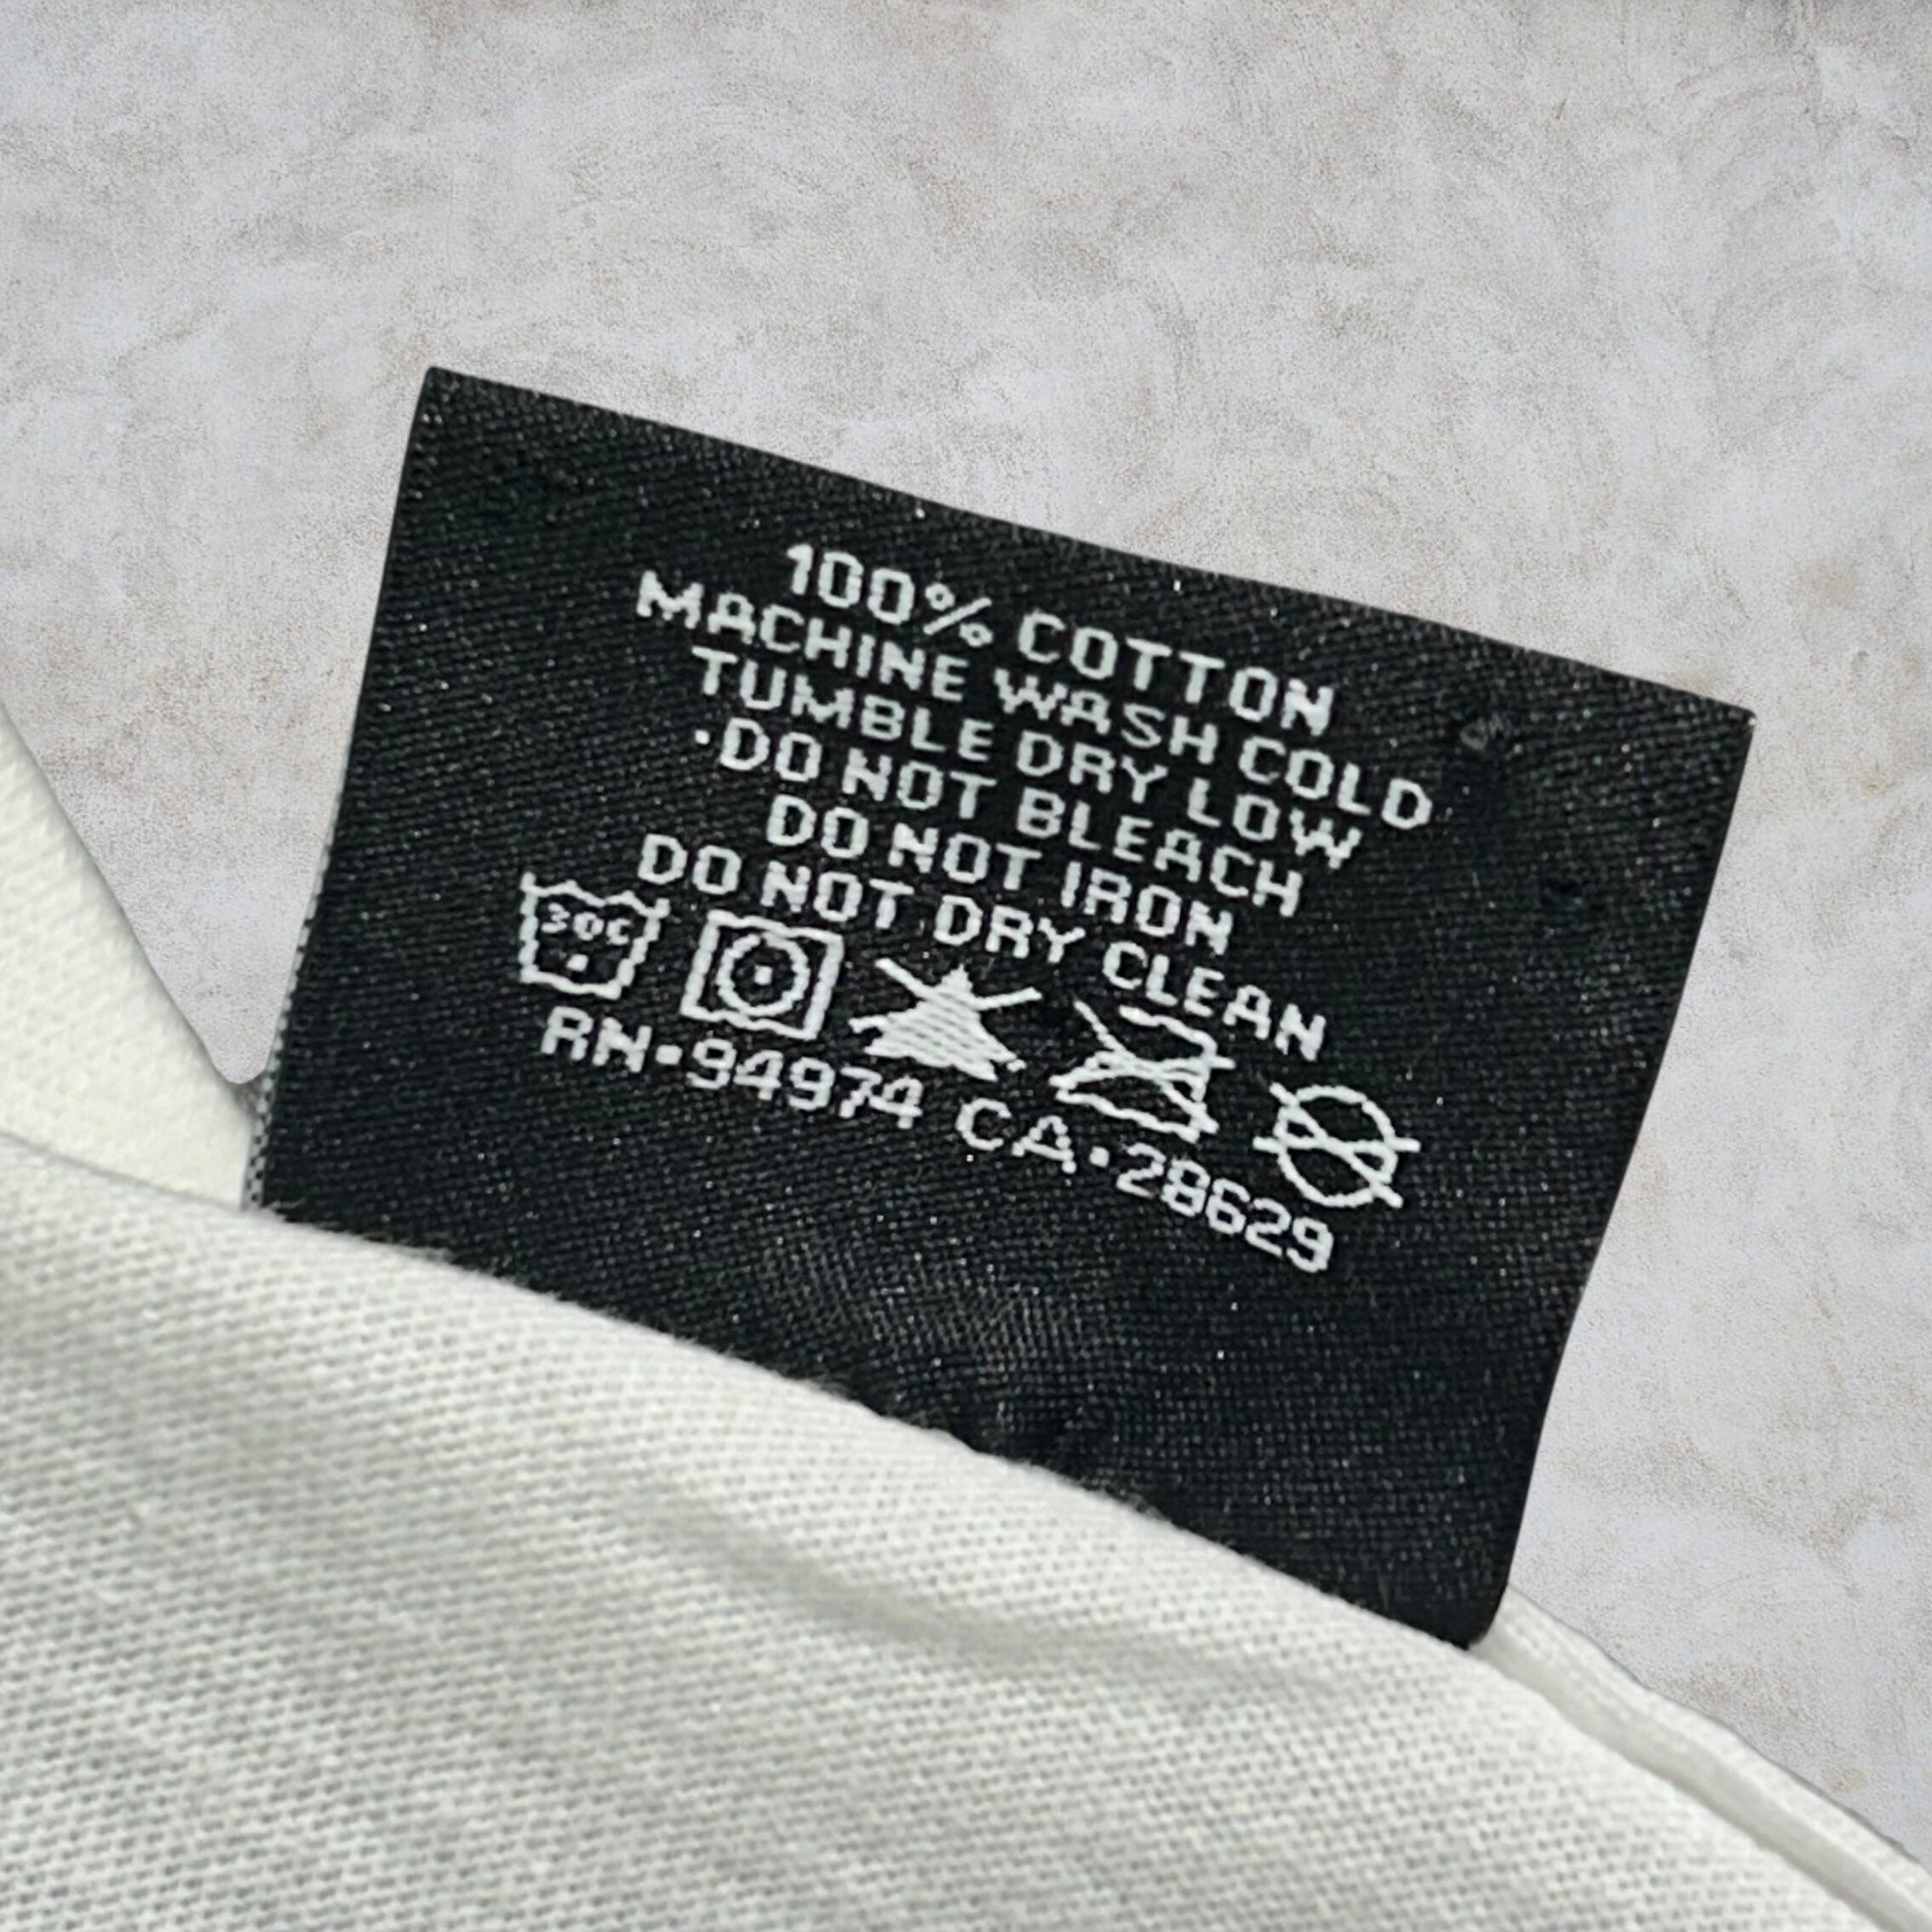 100% COTTON
MACHINE WASH COLD
TUMBLE DRY LOW
·DO NOT BLEACH
DO NOT IRON
DO NOT DRY CLEAN
30C
RN·94974 CA·28629